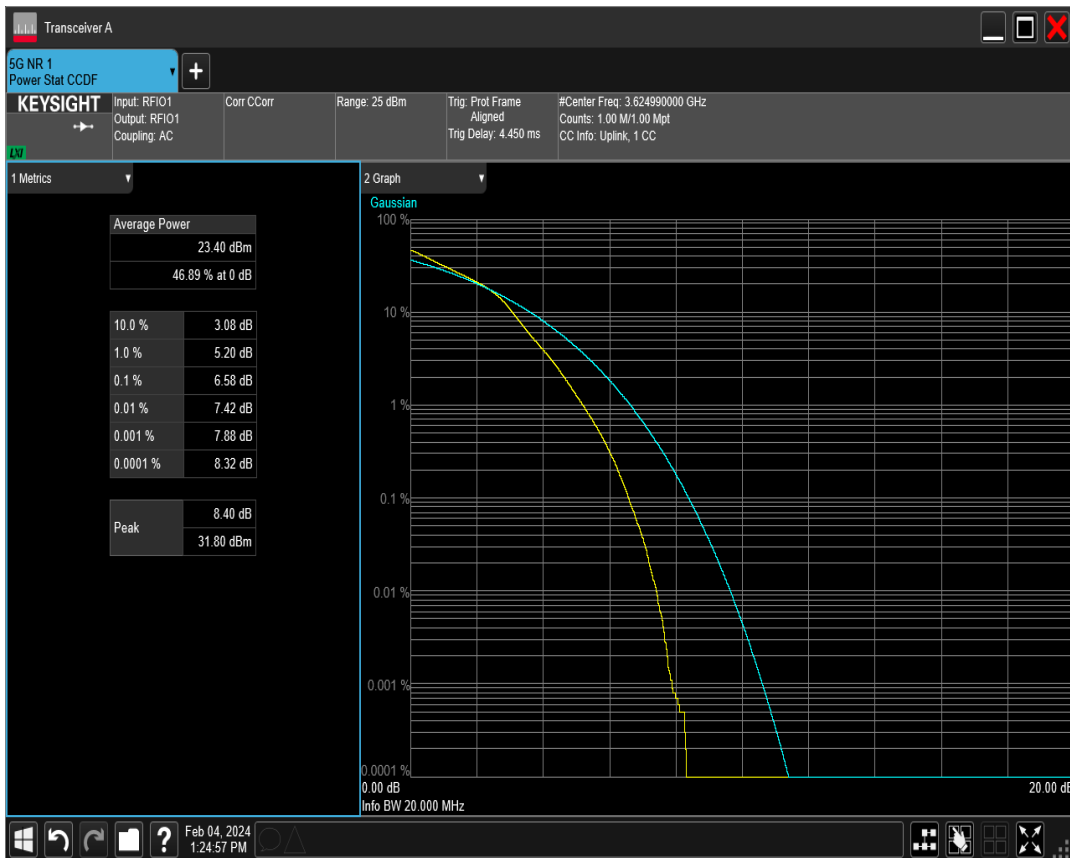 Transceiver A
5G NR 1
Power Stat CCDF
KEYSIGHT
LXI
Input: RFIO1
Output: RFIO1
Coupling: AC
Corr CCorr
Range: 25 dBm
Trig: Prot Frame
Aligned
Trig Delay: 4.450 ms
#Center Freq: 3.624990000 GHz
Counts: 1.00 M/1.00 Mpt
CC Info: Uplink, 1 CC
1 Metrics
Average Power
23.40 dBm
46.89 % at 0 dB
10.0 % 3.08 dB
1.0 % 5.20 dB
0.1 % 6.58 dB
0.01 % 7.42 dB
0.001 % 7.88 dB
0.0001 % 8.32 dB
Peak
8.40 dB
31.80 dBm
2 Graph
Gaussian
100 %
10 %
1 %
0.1 %
0.01 %
0.001 %
0.0001 %
0.00 dB 20.00 dB
Info BW 20.000 MHz
?
Feb 04, 2024
1:24:57 PM